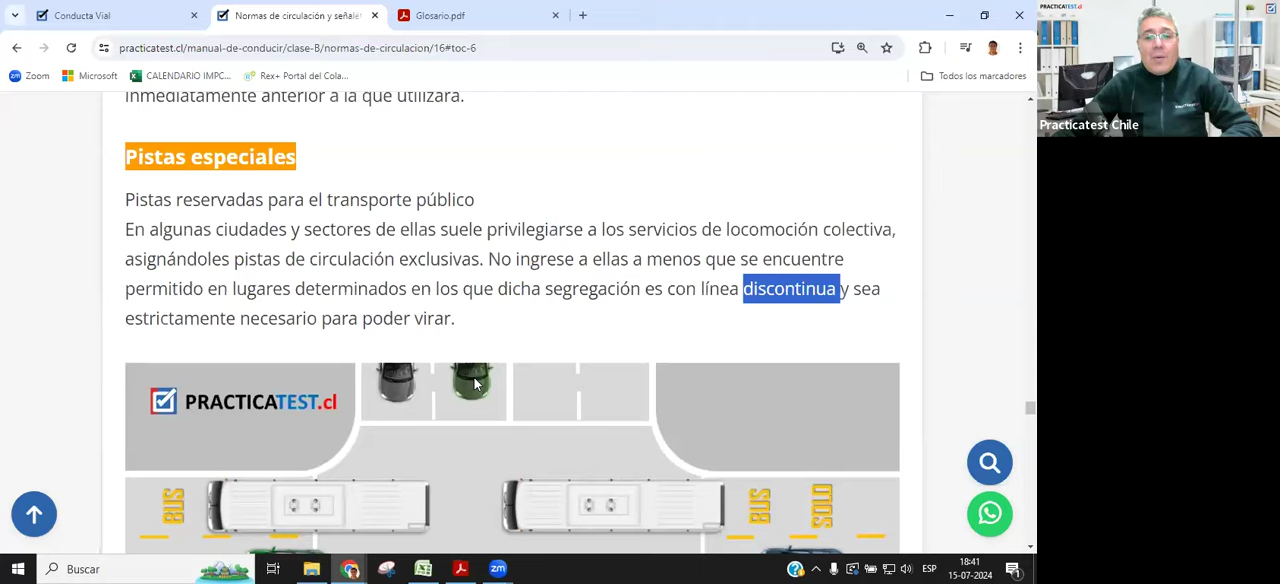 Conducta Vial
Normas de circulación y señale
Glosario.pdf
practicatest.cl/manual-de-conducir/clase-B/normas-de-circulacion/16#toc-
Zoom
Microsoft
CALENDARIO IMPC...
Rex+ Portal del Cola...
Todos los marcadores
inmediatamente anterior a la que utilizará.
Pistas especiales
Pistas reservadas para el transporte público
En algunas ciudades y sectores de ellas suele privilegiarse a los servicios de locomoción colectiva,
asignándoles pistas de circulación exclusivas. No ingrese a ellas a menos que se encuentre
permitido en lugares determinados en los que dicha segregación es con línea discontinua y sea
estrictamente necesario para poder virar.
PRACTICATEST.cl
BUS
BUS
SOLO
PRACTICATEST.cl
Practicatest Chile
Buscar
ESP
18:41
15-07-2024